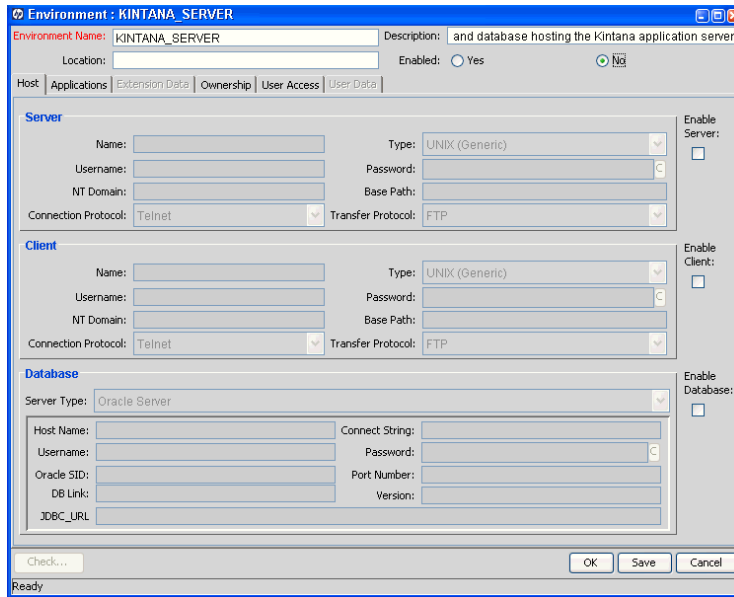 Environment : KINTANA_SERVER
Environment Name: KINTANA_SERVER Description: and database hosting the Kintana application server
Location: Enabled: Yes No
Host Applications Extension Data Ownership User Access User Data
Server Enable Server:
Name: Type: UNIX (Generic)
Username: Password: C
NT Domain: Base Path:
Connection Protocol: Telnet Transfer Protocol: FTP
Client Enable Client:
Name: Type: UNIX (Generic)
Username: Password: C
NT Domain: Base Path:
Connection Protocol: Telnet Transfer Protocol: FTP
Database Enable Database:
Server Type: Oracle Server
Host Name: Connect String:
Username: Password: C
Oracle SID: Port Number:
DB Link: Version:
JDBC_URL
Check... OK Save Cancel
Ready